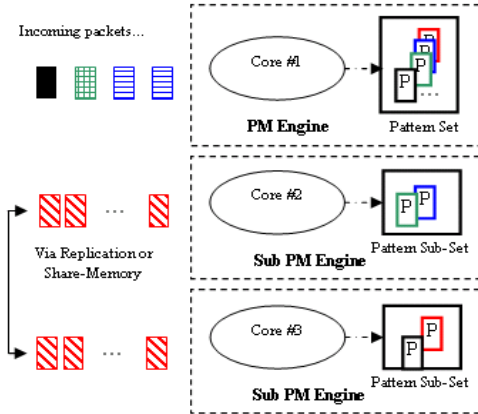 Incoming packets...
Core #1
P
P
P
P
...
PM Engine
Pattern Set
Core #2
P
P
...
Pattern Sub-Set
Via Replication or
Share-Memory
Sub PM Engine
Core #3
P
P
...
Pattern Sub-Set
Sub PM Engine